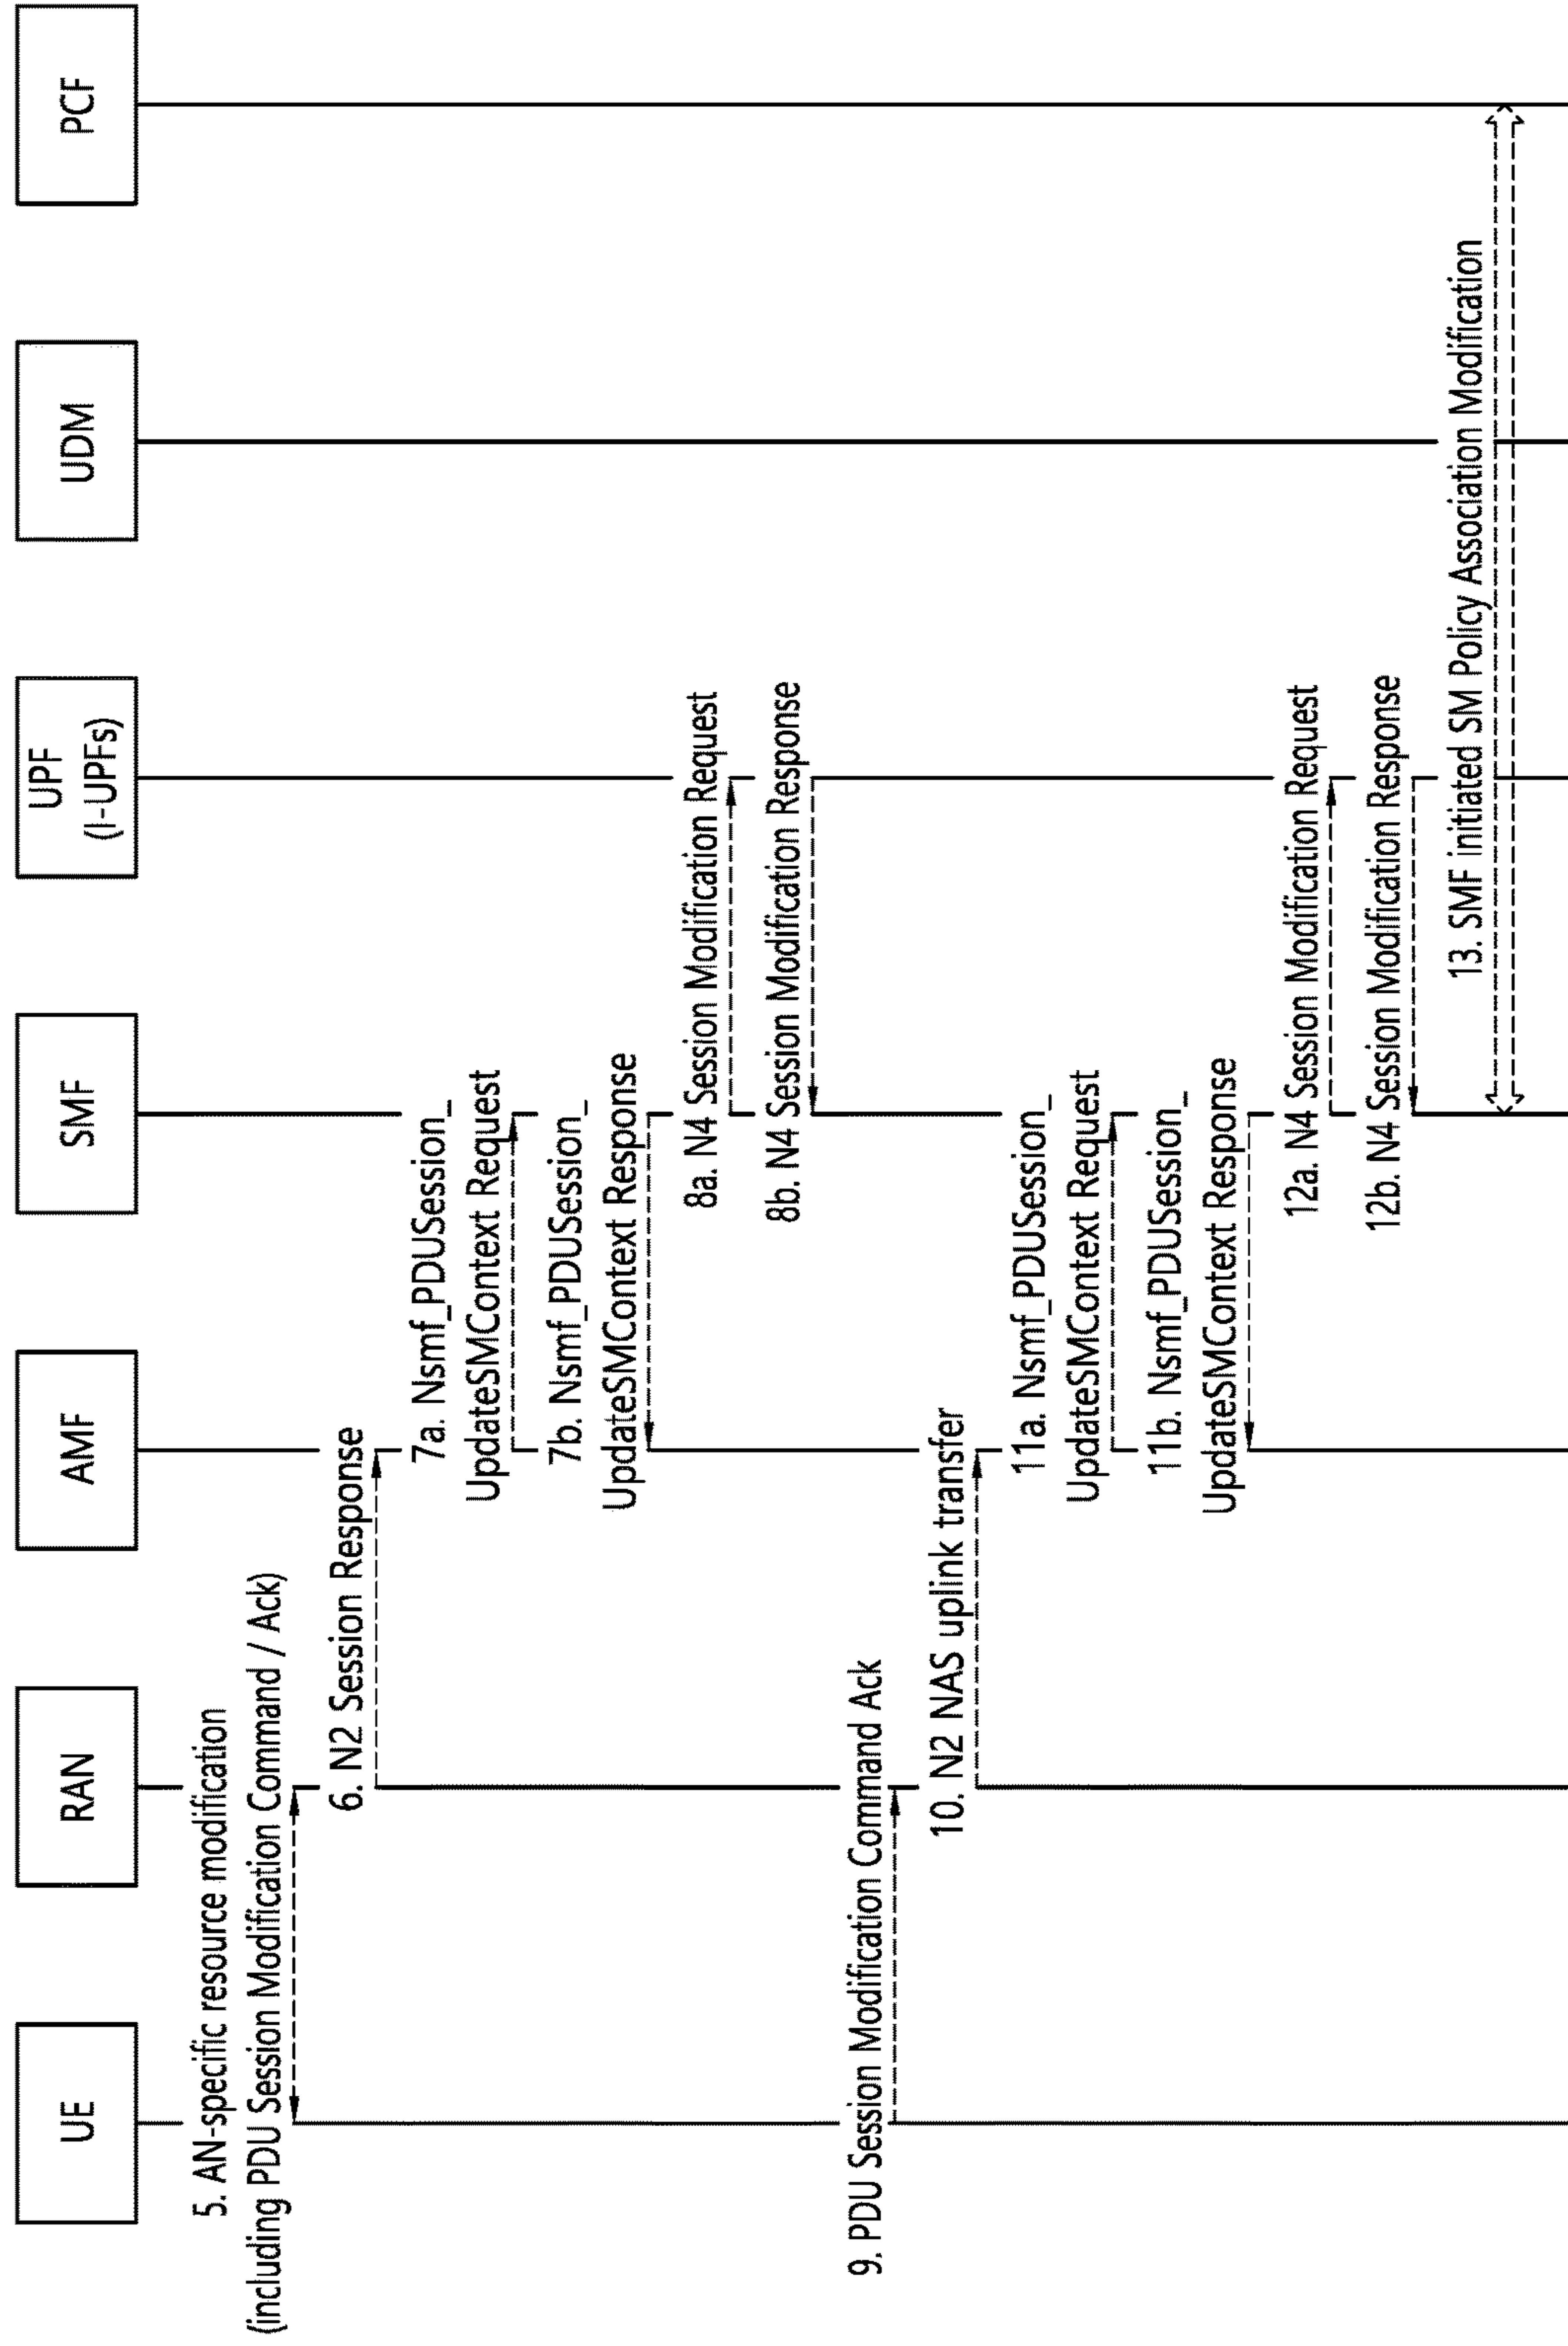 UE
RAN
AMF
SMF
UPF
(I-UPFs)
UDM
PCF
5. AN-specific resource modification
(including PDU Session Modification Command / Ack)
6. N2 Session Response
7a. Nsmf_PDUSession_
UpdateSMContext Request
7b. Nsmf_PDUSession_
UpdateSMContext Response
8a. N4 Session Modification Request
8b. N4 Session Modification Response
9. PDU Session Modification Command Ack
10. N2 NAS uplink transfer
11a. Nsmf_PDUSession_
UpdateSMContext Request
11b. Nsmf_PDUSession_
UpdateSMContext Response
12a. N4 Session Modification Request
12b. N4 Session Modification Response
13. SMF initiated SM Policy Association Modification